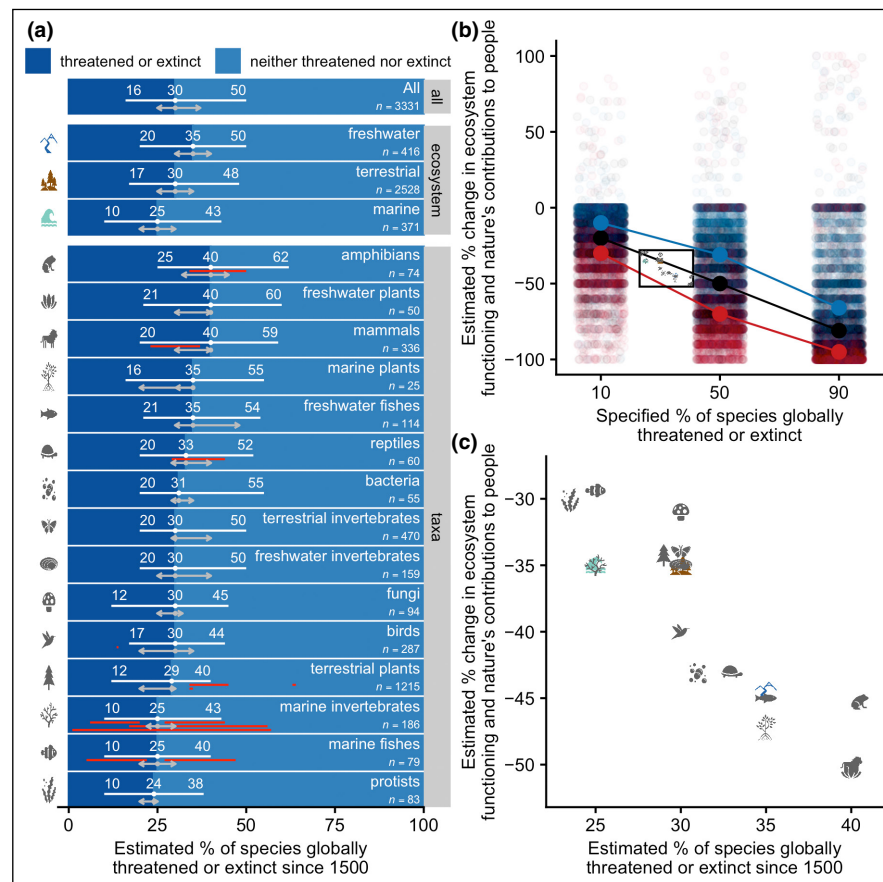 (a)
threatened or extinct
neither threatened nor extinct
16 30 50 All
n = 3331
all
20 35 50 freshwater
n = 416
17 30 48 terrestrial
n = 2528
10 25 43 marine
n = 371
ecosystem
25 40 62 amphibians
n = 74
21 40 60 freshwater plants
n = 50
20 40 59 mammals
n = 336
16 35 55 marine plants
n = 25
21 35 54 freshwater fishes
n = 114
20 33 52 reptiles
n = 60
20 31 55 bacteria
n = 55
20 30 50 terrestrial invertebrates
n = 470
20 30 50 freshwater invertebrates
n = 159
12 30 45 fungi
n = 94
17 30 44 birds
n = 287
12 29 40 terrestrial plants
n = 1215
10 25 43 marine invertebrates
n = 186
10 25 40 marine fishes
n = 79
10 24 38 protists
n = 83
taxa
0 25 50 75 100
Estimated % of species globally
threatened or extinct since 1500
(b)
Estimated % change in ecosystem
functioning and nature's contributions to people
100
50
0
−50
−100
10 50 90
Specified % of species globally
threatened or extinct
(c)
Estimated % change in ecosystem
functioning and nature's contributions to people
−30
−35
−40
−45
−50
25 30 35 40
Estimated % of species globally
threatened or extinct since 1500